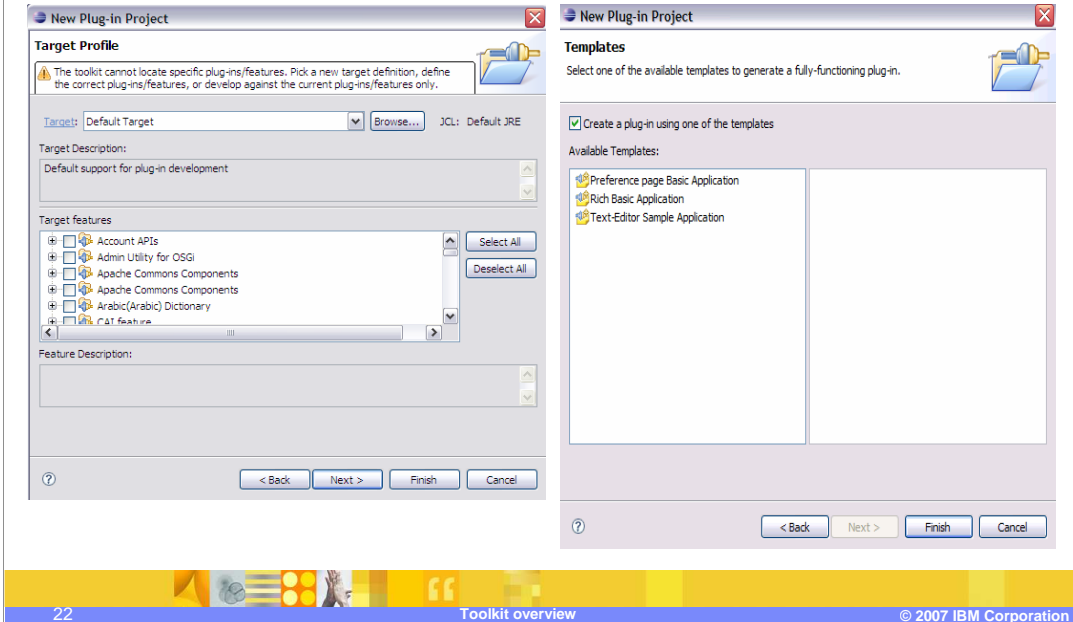 New Plug-in Project
Target Profile
The toolkit cannot locate specific plug-ins/features. Pick a new target definition, define
the correct plug-ins/features, or develop against the current plug-ins/features only.
Target: Default Target Browse... JCL: Default JRE
Target Description:
Default support for plug-in development
Target features
Account APIs
Admin Utility for OSGi
Apache Commons Components
Apache Commons Components
Arabic(Arabic) Dictionary
CAI feature
Select All
Deselect All
Feature Description:
< Back Next > Finish Cancel
New Plug-in Project
Templates
Select one of the available templates to generate a fully-functioning plug-in.
Create a plug-in using one of the templates
Available Templates:
Preference page Basic Application
Rich Basic Application
Text-Editor Sample Application
< Back Next > Finish Cancel
22 Toolkit overview © 2007 IBM Corporation